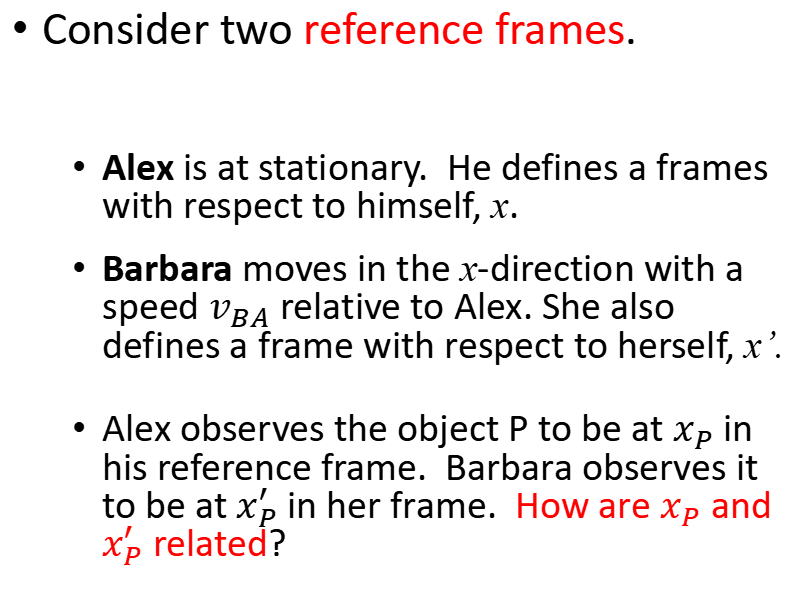 • Consider two reference frames.
• Alex is at stationary.  He defines a frames
with respect to himself, x.
• Barbara moves in the x-direction with a
speed v_{BA} relative to Alex. She also
defines a frame with respect to herself, x’.
• Alex observes the object P to be at x_P in
his reference frame.  Barbara observes it
to be at x′_P in her frame.  How are x_P and
x′_P related?